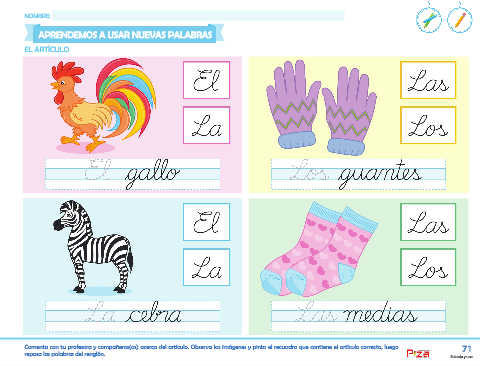 NOMBRE:
APRENDEMOS A USAR NUEVAS PALABRAS
EL ARTÍCULO
El
La
El gallo
Las
Los
Los guantes
El
La
La cebra
Las
Los
Las medias
Comenta con tu profesora y compañeros(as) acerca del artículo. Observa las imágenes y pinta el recuadro que contiene el artículo correcto, luego
repasa las palabras del renglón.
71